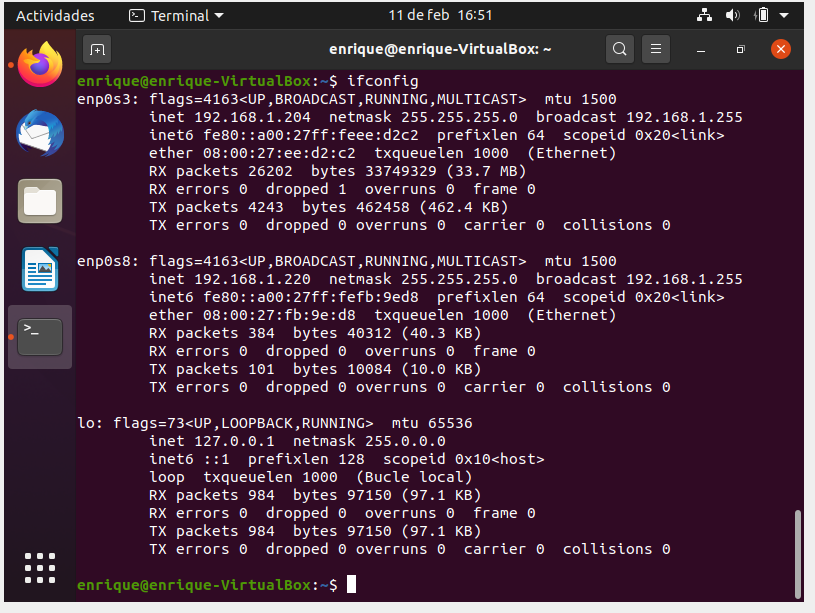 Actividades
Terminal
11 de feb 16:51
enrique@enrique-VirtualBox: ~
enrique@enrique-VirtualBox:~$ ifconfig
enp0s3: flags=4163<UP,BROADCAST,RUNNING,MULTICAST>  mtu 1500
        inet 192.168.1.204  netmask 255.255.255.0  broadcast 192.168.1.255
        inet6 fe80::a00:27ff:feee:d2c2  prefixlen 64  scopeid 0x20<link>
        ether 08:00:27:ee:d2:c2  txqueuelen 1000  (Ethernet)
        RX packets 26202  bytes 33749329 (33.7 MB)
        RX errors 0  dropped 1  overruns 0  frame 0
        TX packets 4243  bytes 462458 (462.4 KB)
        TX errors 0  dropped 0 overruns 0  carrier 0  collisions 0
enp0s8: flags=4163<UP,BROADCAST,RUNNING,MULTICAST>  mtu 1500
        inet 192.168.1.220  netmask 255.255.255.0  broadcast 192.168.1.255
        inet6 fe80::a00:27ff:fefb:9ed8  prefixlen 64  scopeid 0x20<link>
        ether 08:00:27:fb:9e:d8  txqueuelen 1000  (Ethernet)
        RX packets 384  bytes 40312 (40.3 KB)
        RX errors 0  dropped 0  overruns 0  frame 0
        TX packets 101  bytes 10084 (10.0 KB)
        TX errors 0  dropped 0 overruns 0  carrier 0  collisions 0
lo: flags=73<UP,LOOPBACK,RUNNING>  mtu 65536
        inet 127.0.0.1  netmask 255.0.0.0
        inet6 ::1  prefixlen 128  scopeid 0x10<host>
        loop  txqueuelen 1000  (Bucle local)
        RX packets 984  bytes 97150 (97.1 KB)
        RX errors 0  dropped 0  overruns 0  frame 0
        TX packets 984  bytes 97150 (97.1 KB)
        TX errors 0  dropped 0 overruns 0  carrier 0  collisions 0
enrique@enrique-VirtualBox:~$